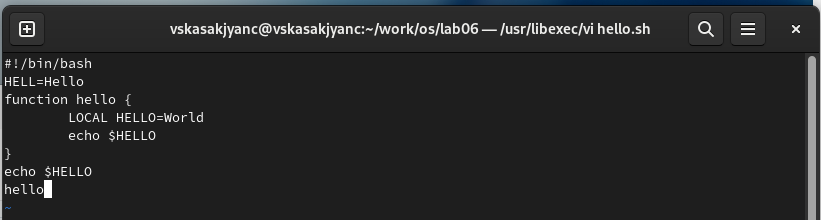 vskasakjyanc@vskasakjyanc:~/work/os/lab06 — /usr/libexec/vi hello.sh
#!/bin/bash
HELL=Hello
function hello {
        LOCAL HELLO=World
        echo $HELLO
}
echo $HELLO
hello
~